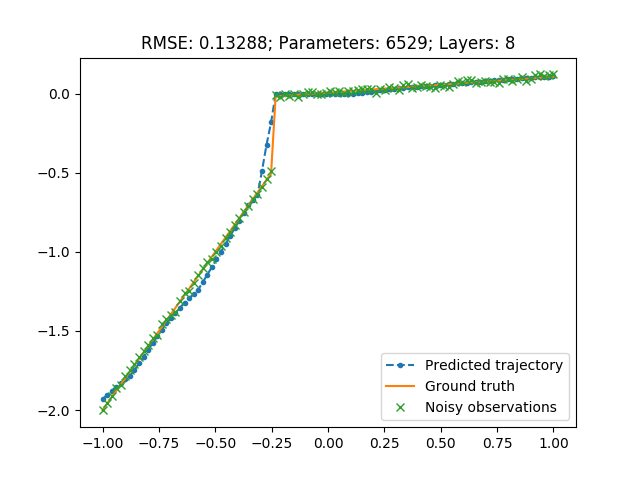 RMSE: 0.13288; Parameters: 6529; Layers: 8
0.0
−0.5
−1.0
−1.5
−2.0
Predicted trajectory
Ground truth
Noisy observations
−1.00 −0.75 −0.50 −0.25 0.00 0.25 0.50 0.75 1.00